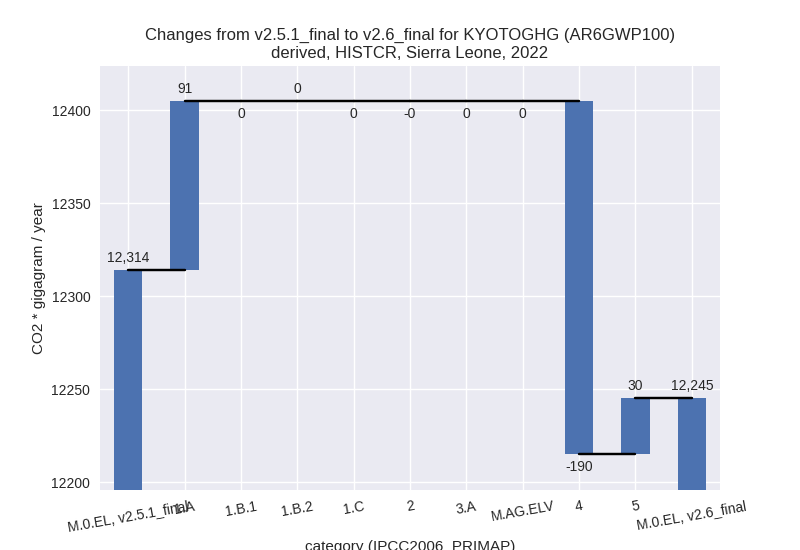 Changes from v2.5.1_final to v2.6_final for KYOTOGHG (AR6GWP100)
derived, HISTCR, Sierra Leone, 2022
CO2 * gigagram / year
12400
12350
12300
12250
12200
12,314
91
0
0
0
-0
0
0
-190
30
12,245
M.0.EL, v2.5.1_final
1.A
1.B.1
1.B.2
1.C
2
3.A
M.AG.ELV
4
5
M.0.EL, v2.6_final
category (IPCC2006_PRIMAP)